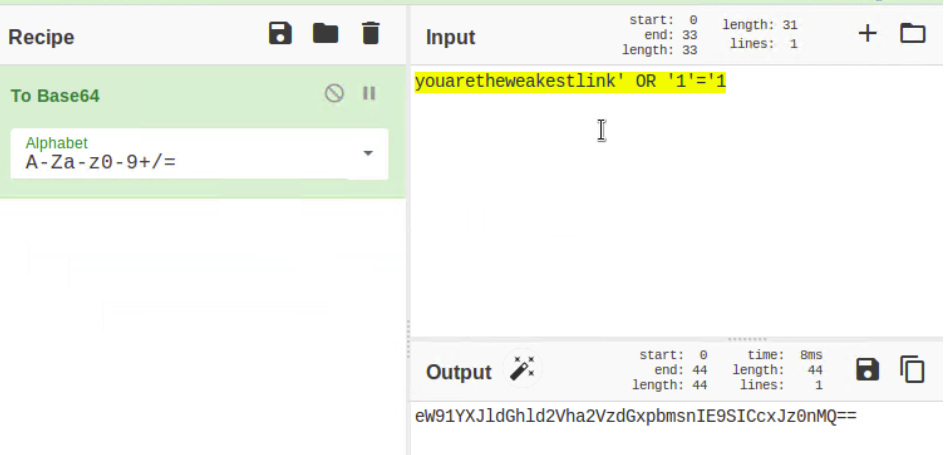 Recipe
To Base64
Alphabet
A-Za-z0-9+/=
Input
start: 0
end: 33
length: 33
length: 31
lines: 1
youaretheweakestlink' OR '1'='1
Output
start: 0
end: 44
length: 44
time: 8ms
length: 44
lines: 1
eW91YXJldGhld2Vha2VzdGxpbmsnIE9SICcxJz0nMQ==